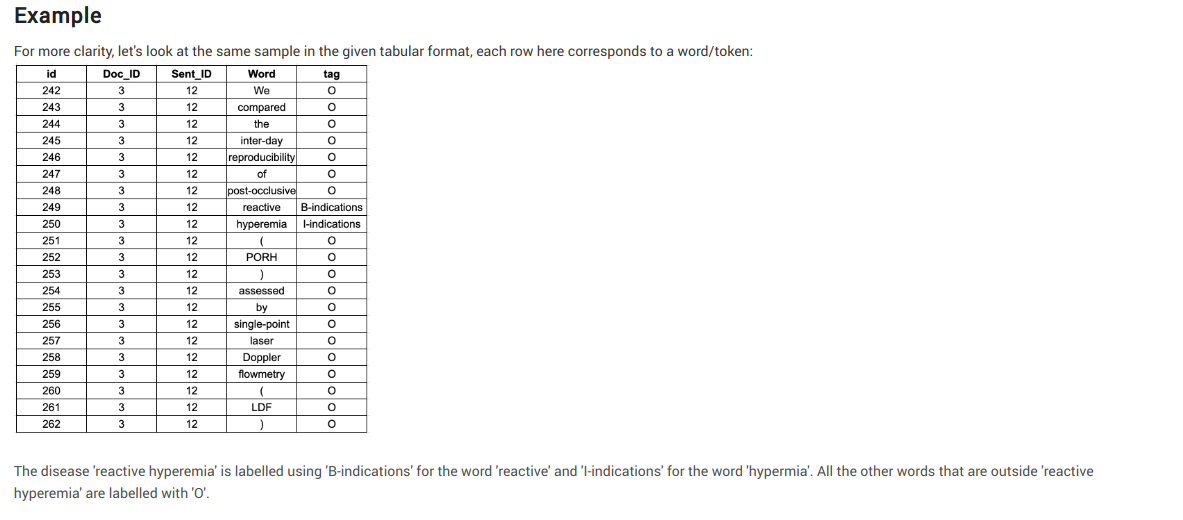 Example
For more clarity, let's look at the same sample in the given tabular format, each row here corresponds to a word/token:
id Doc_ID Sent_ID Word tag
242 3 12 We O
243 3 12 compared O
244 3 12 the O
245 3 12 inter-day O
246 3 12 reproducibility O
247 3 12 of O
248 3 12 post-occlusive O
249 3 12 reactive B-indications
250 3 12 hyperemia I-indications
251 3 12 ( O
252 3 12 PORH O
253 3 12 ) O
254 3 12 assessed O
255 3 12 by O
256 3 12 single-point O
257 3 12 laser O
258 3 12 Doppler O
259 3 12 flowmetry O
260 3 12 ( O
261 3 12 LDF O
262 3 12 ) O
The disease 'reactive hyperemia' is labelled using 'B-indications' for the word 'reactive' and 'I-indications' for the word 'hypermia'. All the other words that are outside 'reactive
hyperemia' are labelled with 'O'.